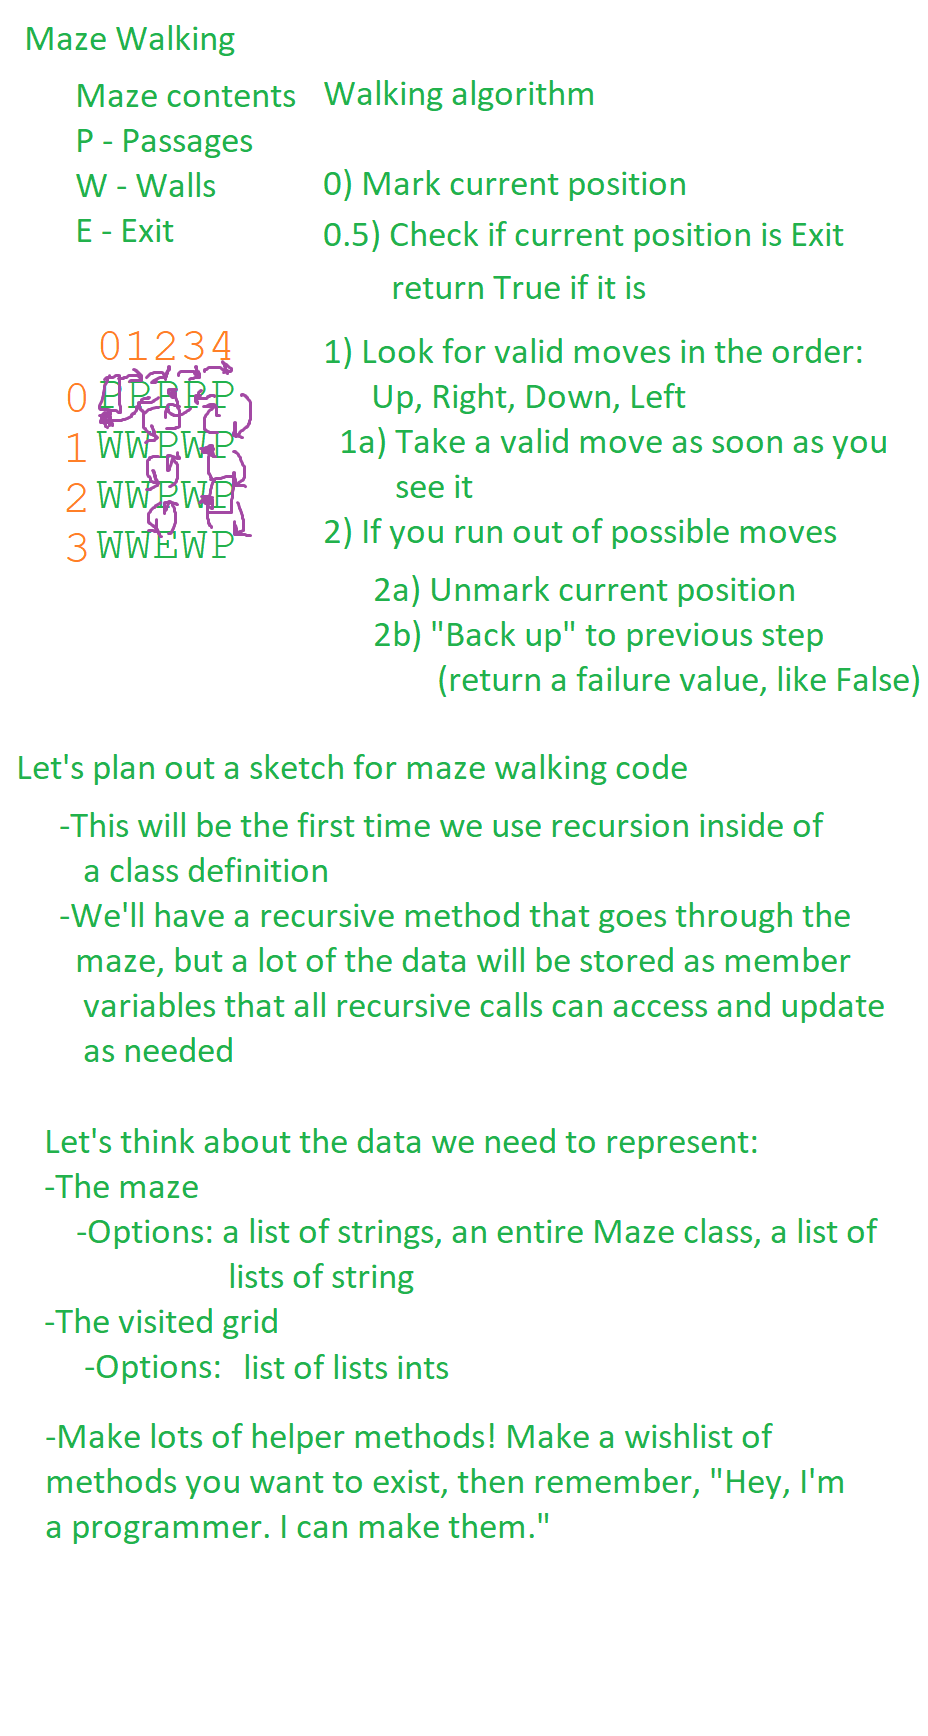 Maze Walking
Maze contents
P - Passages
W - Walls
E - Exit
Walking algorithm
0) Mark current position
0.5) Check if current position is Exit
return True if it is
1) Look for valid moves in the order:
Up, Right, Down, Left
1a) Take a valid move as soon as you
see it
2) If you run out of possible moves
2a) Unmark current position
2b) "Back up" to previous step
(return a failure value, like False)
01234
0 PPPPP
1 WWPWP
2 WWPWP
3 WWEWP
Let's plan out a sketch for maze walking code
-This will be the first time we use recursion inside of
a class definition
-We'll have a recursive method that goes through the
maze, but a lot of the data will be stored as member
variables that all recursive calls can access and update
as needed
Let's think about the data we need to represent:
-The maze
-Options: a list of strings, an entire Maze class, a list of
lists of string
-The visited grid
-Options: list of lists ints
-Make lots of helper methods! Make a wishlist of
methods you want to exist, then remember, "Hey, I'm
a programmer. I can make them."